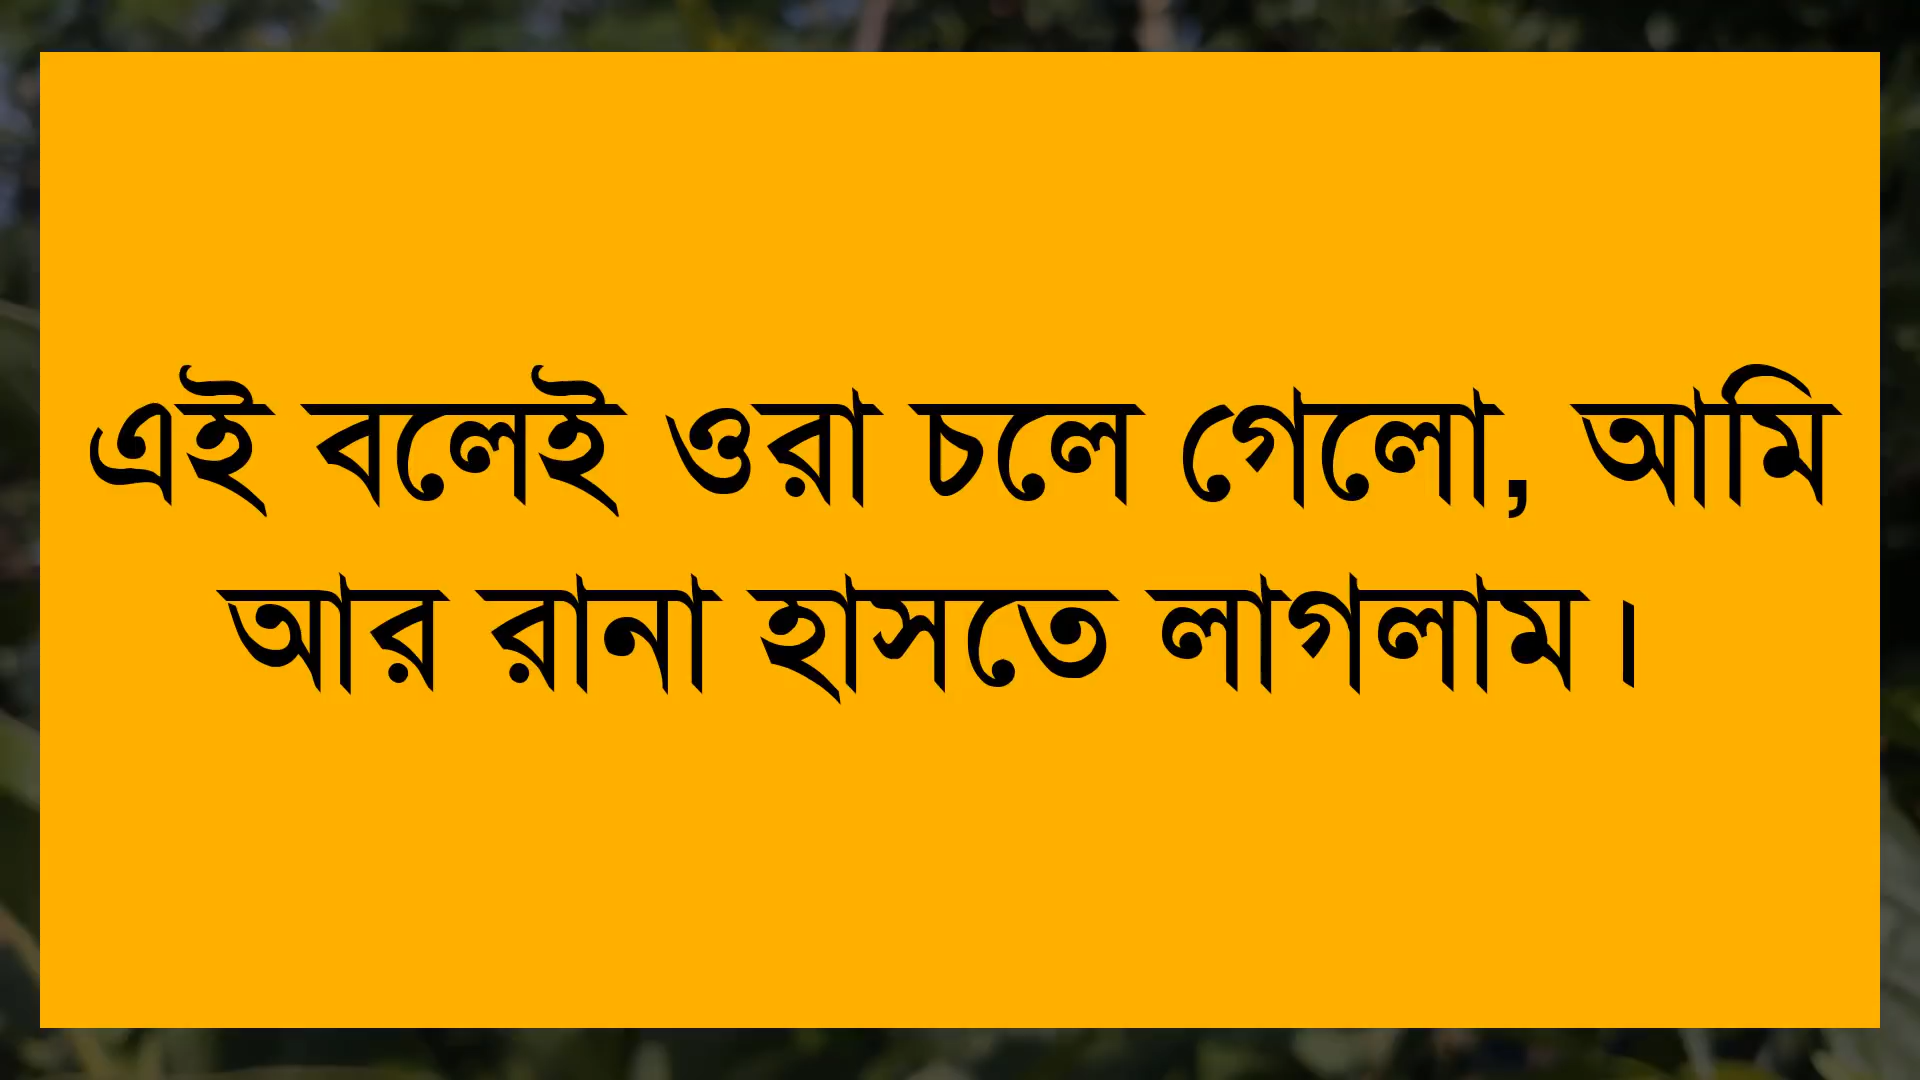 এই বলেই ওরা চলে গেলো, আমি
আর রানা হাসতে লাগলাম।